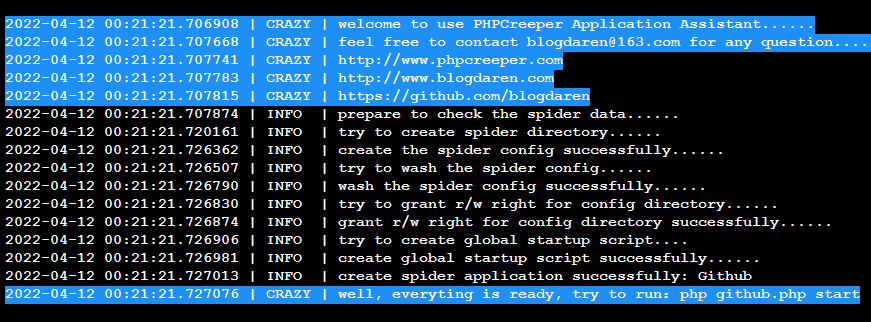 2022-04-12 00:21:21.706908 | CRAZY | welcome to use PHPCreeper Application Assistant......
2022-04-12 00:21:21.707668 | CRAZY | feel free to contact blogdaren@163.com for any question....
2022-04-12 00:21:21.707741 | CRAZY | http://www.phpcreeper.com
2022-04-12 00:21:21.707783 | CRAZY | http://www.blogdaren.com
2022-04-12 00:21:21.707815 | CRAZY | https://github.com/blogdaren
2022-04-12 00:21:21.707874 | INFO  | prepare to check the spider data......
2022-04-12 00:21:21.720161 | INFO  | try to create spider directory......
2022-04-12 00:21:21.726362 | INFO  | create the spider config successfully......
2022-04-12 00:21:21.726507 | INFO  | try to wash the spider config......
2022-04-12 00:21:21.726790 | INFO  | wash the spider config successfully......
2022-04-12 00:21:21.726830 | INFO  | try to grant r/w right for config directory......
2022-04-12 00:21:21.726874 | INFO  | grant r/w right for config directory successfully......
2022-04-12 00:21:21.726906 | INFO  | try to create global startup script....
2022-04-12 00:21:21.726981 | INFO  | create global startup script successfully......
2022-04-12 00:21:21.727013 | INFO  | create spider application successfully: Github
2022-04-12 00:21:21.727076 | CRAZY | well, everyting is ready, try to run: php github.php start